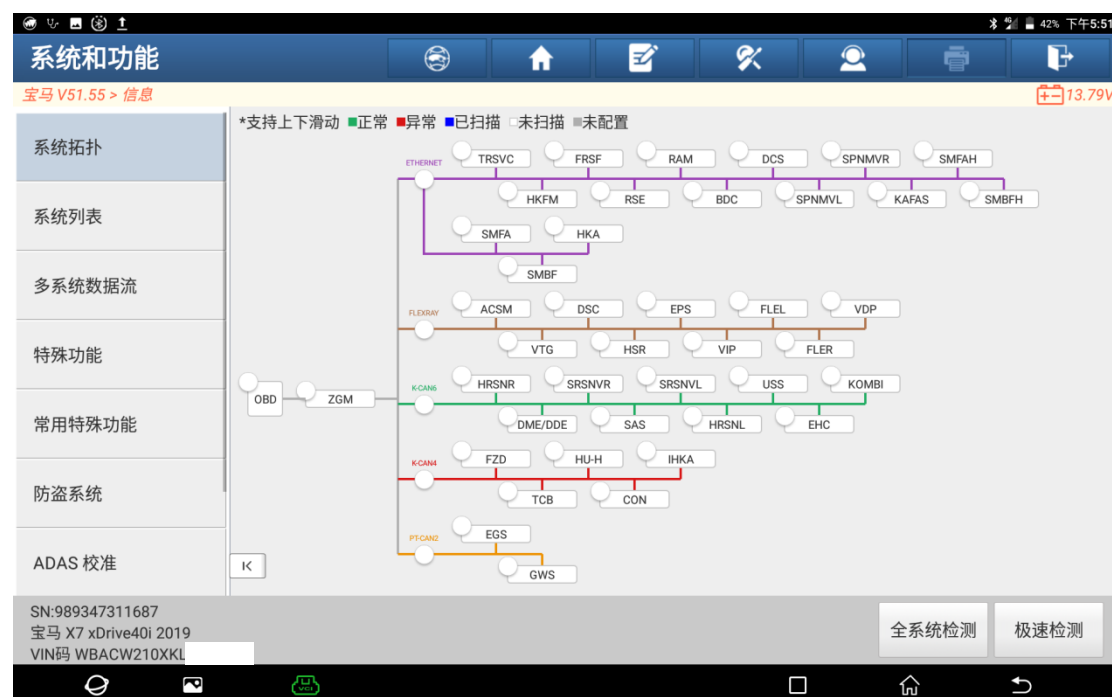 42% 下午5:51
系统和功能
宝马 V51.55 > 信息
13.79V
*支持上下滑动 正常 异常 已扫描 未扫描 未配置
系统拓扑
系统列表
多系统数据流
特殊功能
常用特殊功能
防盗系统
ADAS 校准
OBD
ZGM
ETHERNET
TRSVC FRSF RAM DCS SPNMVR SMFAH
HKFM RSE BDC SPNMVL KAFAS SMBFH
SMFA HKA
SMBF
FLEXRAY
ACSM DSC EPS FLEL VDP
VTG HSR VIP FLER
K-CAN6
HRSNR SRSNVR SRSNVL USS KOMBI
DME/DDE SAS HRSNL EHC
K-CAN4
FZD HU-H IHKA
TCB CON
PT-CAN2
EGS
GWS
SN:989347311687
宝马 X7 xDrive40i 2019
VIN码 WBACW210XKL
全系统检测
极速检测
VCI